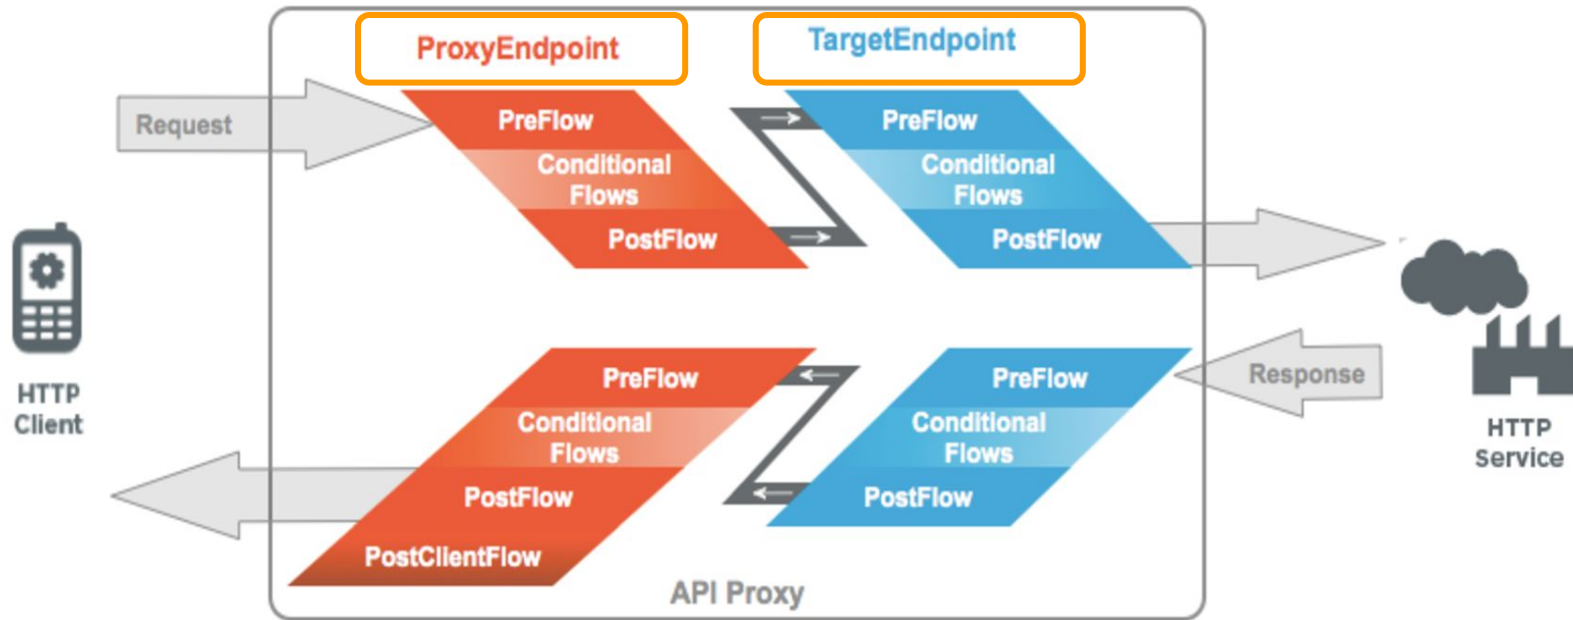 ProxyEndpoint
TargetEndpoint
Request
PreFlow
Conditional
Flows
PostFlow
PreFlow
Conditional
Flows
PostFlow
HTTP
Client
HTTP
Service
Response
PreFlow
Conditional
Flows
PostFlow
PreFlow
Conditional
Flows
PostFlow
PostClientFlow
API Proxy